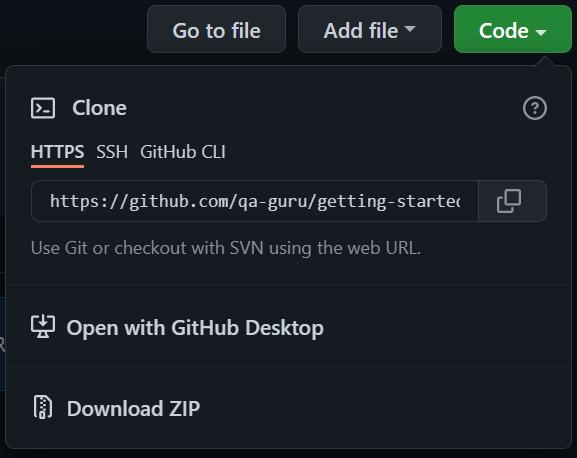 Go to file
Add file
Code
Clone
HTTPS SSH GitHub CLI
https://github.com/qa-guru/getting-started
Use Git or checkout with SVN using the web URL.
Open with GitHub Desktop
Download ZIP